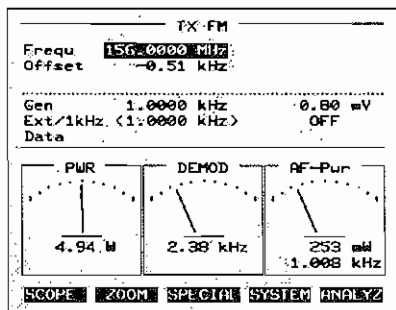 TX-FM
Frequ 156.0000 MHz
Offset -0.51 kHz
Gen 1.0000 kHz 0.80 mV
Ext/1kHz <1.0000 kHz> OFF
Data
PWR DEMOD AF-Pwr
4.94 W 2.38 kHz 253 mW
1.008 kHz
SCOPE ZOOM SPECIAL SYSTEM ANALYZ